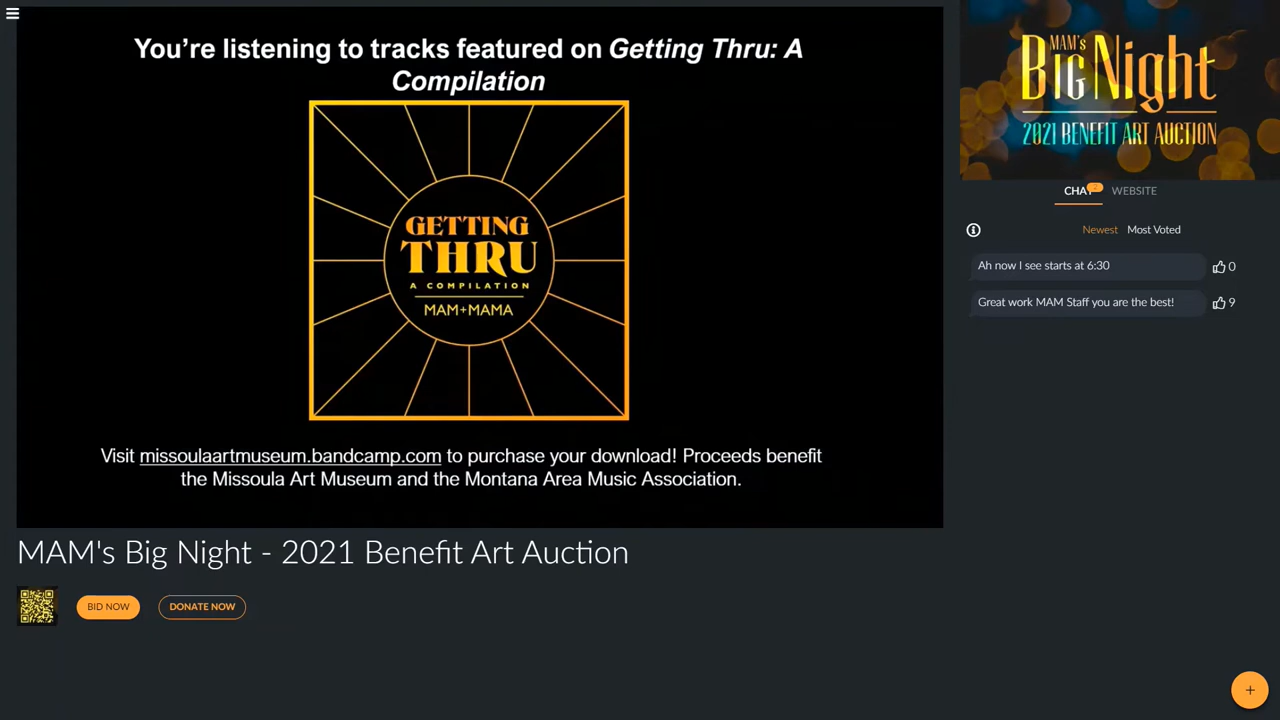 You're listening to tracks featured on Getting Thru: A
Compilation
GETTING
THRU
A COMPILATION
MAM+MAMA
Visit missoulaartmuseum.bandcamp.com to purchase your download! Proceeds benefit
the Missoula Art Museum and the Montana Area Music Association.
MAM's Big Night - 2021 Benefit Art Auction
BID NOW
DONATE NOW
MAM's
BIG Night
2021 BENEFIT ART AUCTION
CHAT 2 WEBSITE
Newest Most Voted
Ah now I see starts at 6:30 0
Great work MAM Staff you are the best! 9
+